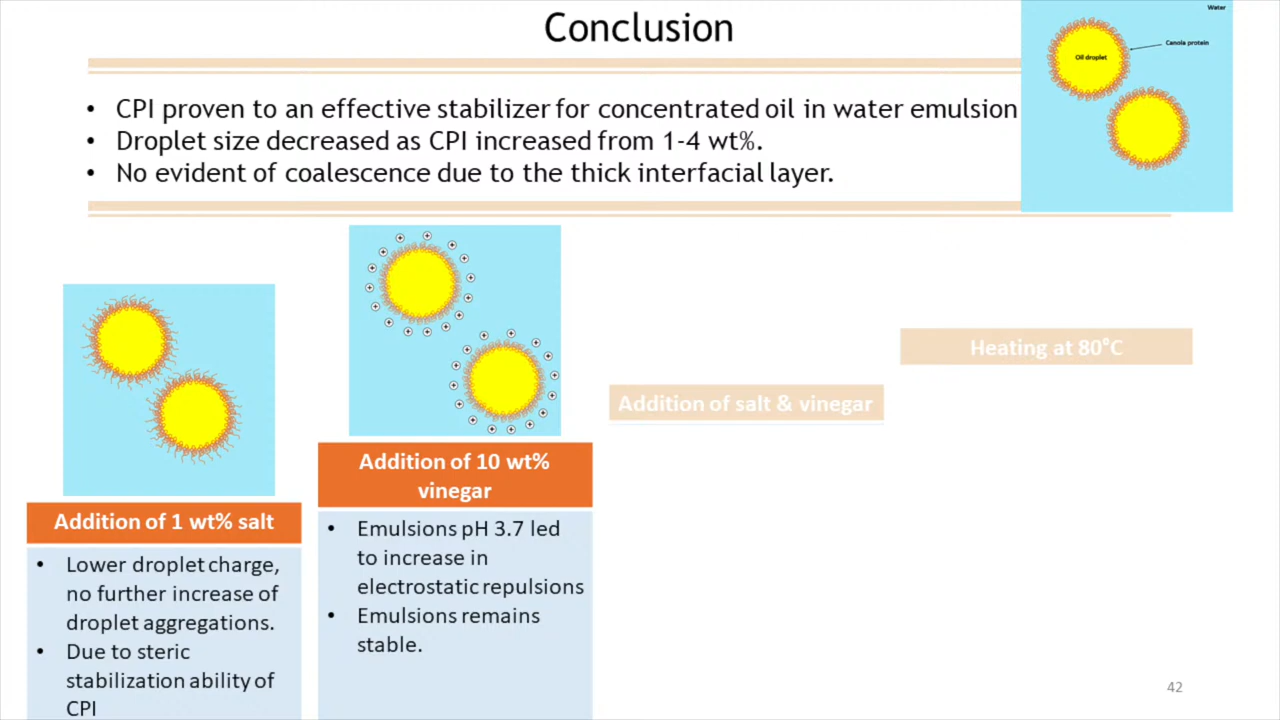 Conclusion
Water
Canola protein
Oil droplet
• CPI proven to an effective stabilizer for concentrated oil in water emulsion
• Droplet size decreased as CPI increased from 1-4 wt%.
• No evident of coalescence due to the thick interfacial layer.
Addition of 1 wt% salt
• Lower droplet charge,
no further increase of
droplet aggregations.
• Due to steric
stabilization ability of
CPI
Addition of 10 wt%
vinegar
• Emulsions pH 3.7 led
to increase in
electrostatic repulsions
• Emulsions remains
stable.
Addition of salt & vinegar
Heating at 80°C
42